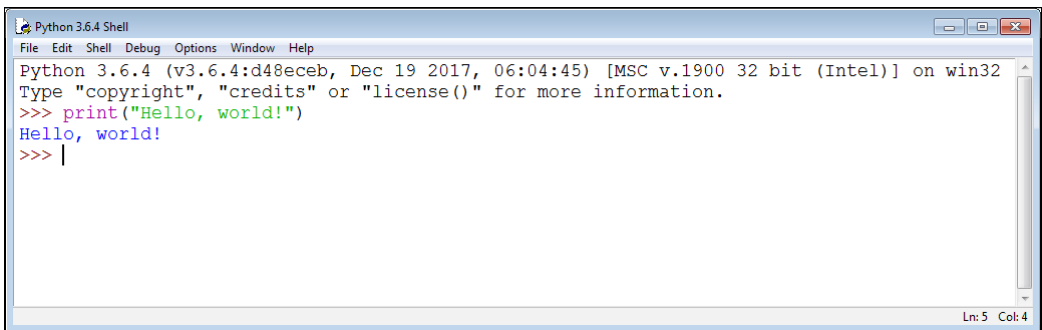 Python 3.6.4 Shell
File Edit Shell Debug Options Window Help
Python 3.6.4 (v3.6.4:d48eceb, Dec 19 2017, 06:04:45) [MSC v.1900 32 bit (Intel)] on win32
Type "copyright", "credits" or "license()" for more information.
>>> print("Hello, world!")
Hello, world!
>>>
Ln: 5 Col: 4